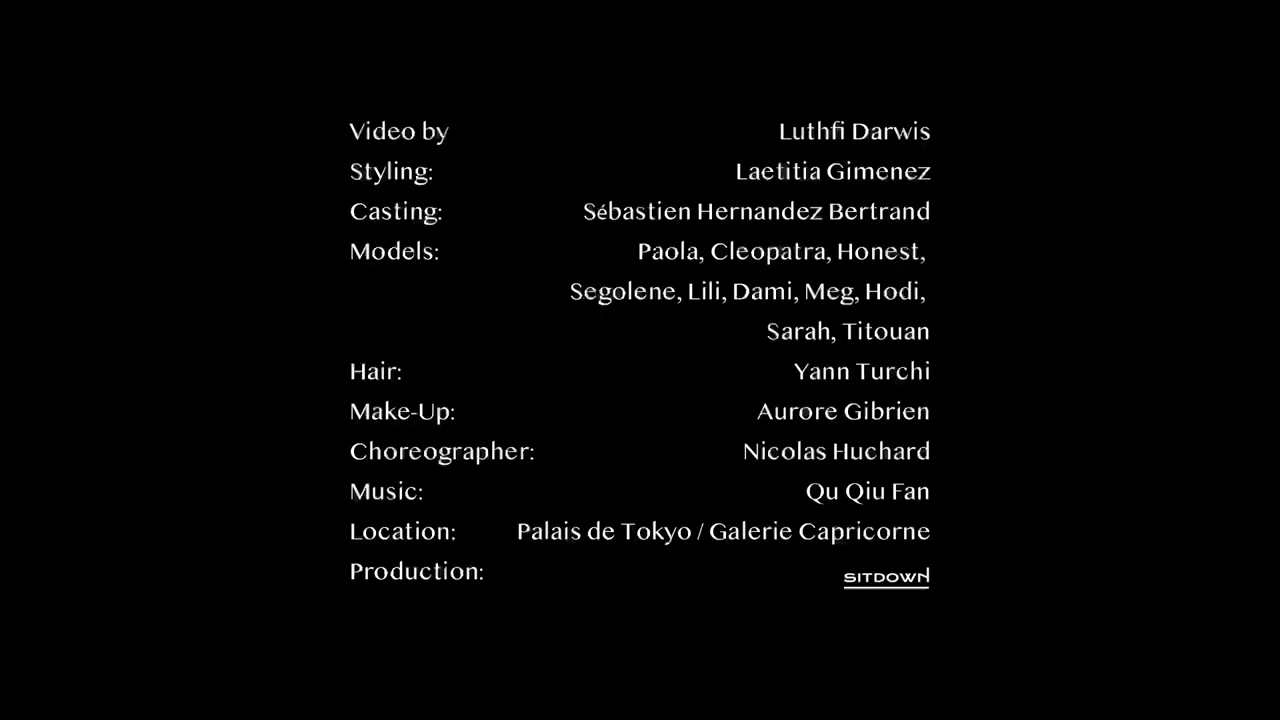 Video by Luthfi Darwis
Styling: Laetitia Gimenez
Casting: Sébastien Hernandez Bertrand
Models: Paola, Cleopatra, Honest,
Segolene, Lili, Dami, Meg, Hodi,
Sarah, Titouan
Hair: Yann Turchi
Make-Up: Aurore Gibrien
Choreographer: Nicolas Huchard
Music: Qu Qiu Fan
Location: Palais de Tokyo / Galerie Capricorne
Production: SITDOWN